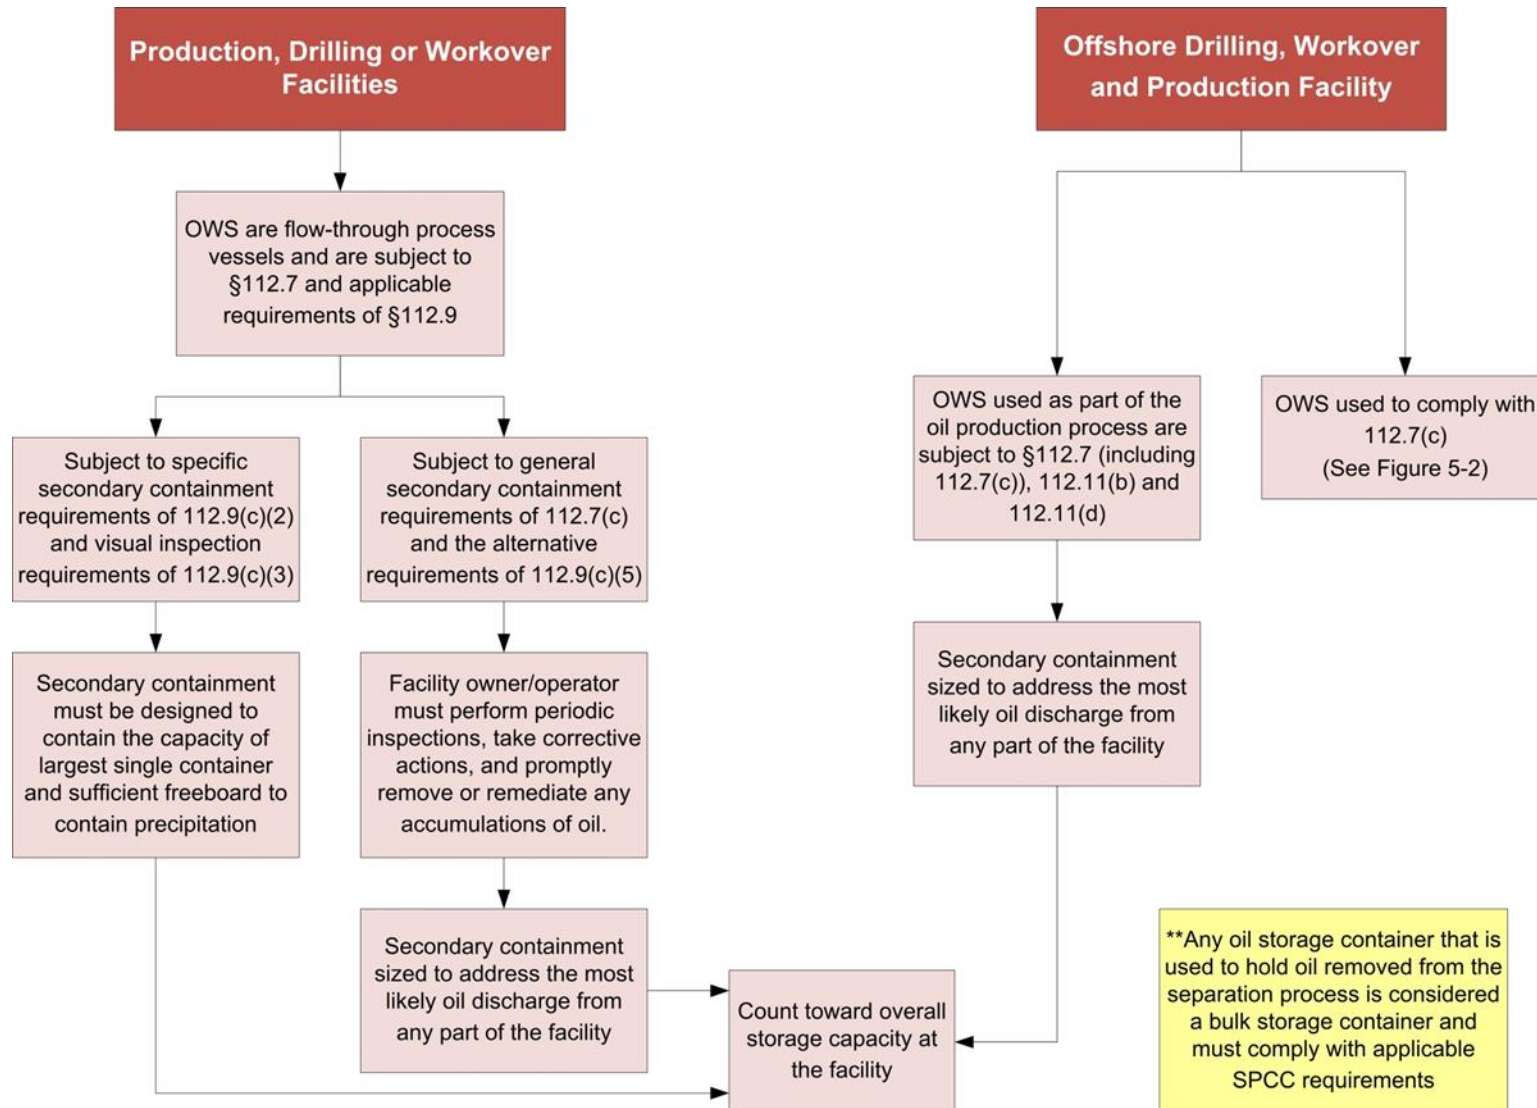 Production, Drilling or Workover
Facilities
Offshore Drilling, Workover
and Production Facility
OWS are flow-through process
vessels and are subject to
§112.7 and applicable
requirements of §112.9
Subject to specific
secondary containment
requirements of 112.9(c)(2)
and visual inspection
requirements of 112.9(c)(3)
Subject to general
secondary containment
requirements of 112.7(c)
and the alternative
requirements of 112.9(c)(5)
OWS used as part of the
oil production process are
subject to §112.7 (including
112.7(c)), 112.11(b) and
112.11(d)
OWS used to comply with
112.7(c)
(See Figure 5-2)
Secondary containment
must be designed to
contain the capacity of
largest single container
and sufficient freeboard to
contain precipitation
Facility owner/operator
must perform periodic
inspections, take corrective
actions, and promptly
remove or remediate any
accumulations of oil.
Secondary containment
sized to address the most
likely oil discharge from
any part of the facility
Secondary containment
sized to address the most
likely oil discharge from
any part of the facility
Count toward overall
storage capacity at
the facility
**Any oil storage container that is
used to hold oil removed from the
separation process is considered
a bulk storage container and
must comply with applicable
SPCC requirements